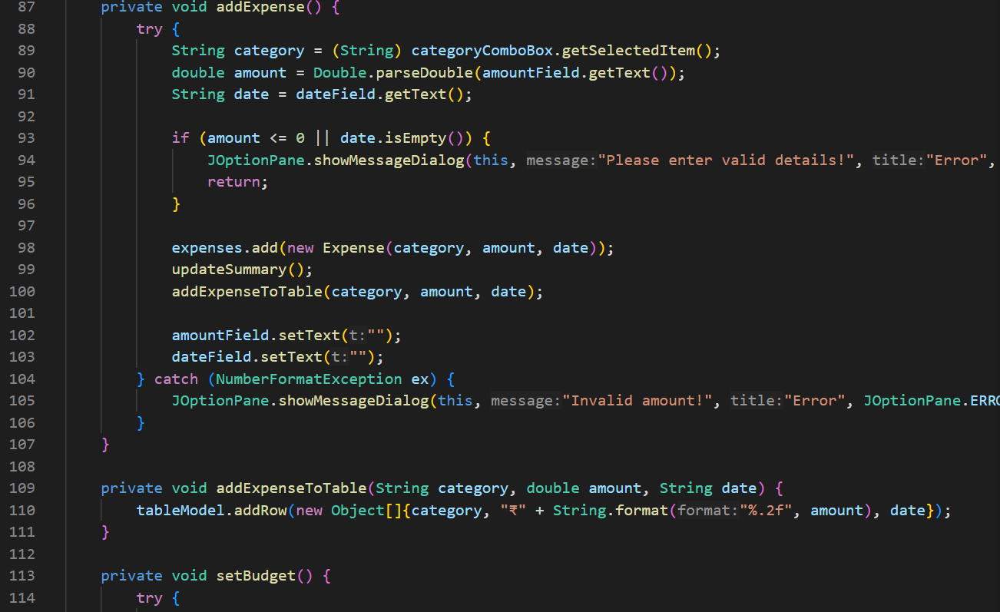 87 private void addExpense() {
88 try {
89 String category = (String) categoryComboBox.getSelectedItem();
90 double amount = Double.parseDouble(amountField.getText());
91 String date = dateField.getText();
92
93 if (amount <= 0 || date.isEmpty()) {
94 JOptionPane.showMessageDialog(this, message:"Please enter valid details!", title:"Error",
95 return;
96 }
97
98 expenses.add(new Expense(category, amount, date));
99 updateSummary();
100 addExpenseToTable(category, amount, date);
101
102 amountField.setText(t:"");
103 dateField.setText(t:"");
104 } catch (NumberFormatException ex) {
105 JOptionPane.showMessageDialog(this, message:"Invalid amount!", title:"Error", JOptionPane.ERRO
106 }
107 }
108
109 private void addExpenseToTable(String category, double amount, String date) {
110 tableModel.addRow(new Object[]{category, "₹" + String.format(format:"%.2f", amount), date});
111 }
112
113 private void setBudget() {
114 try {